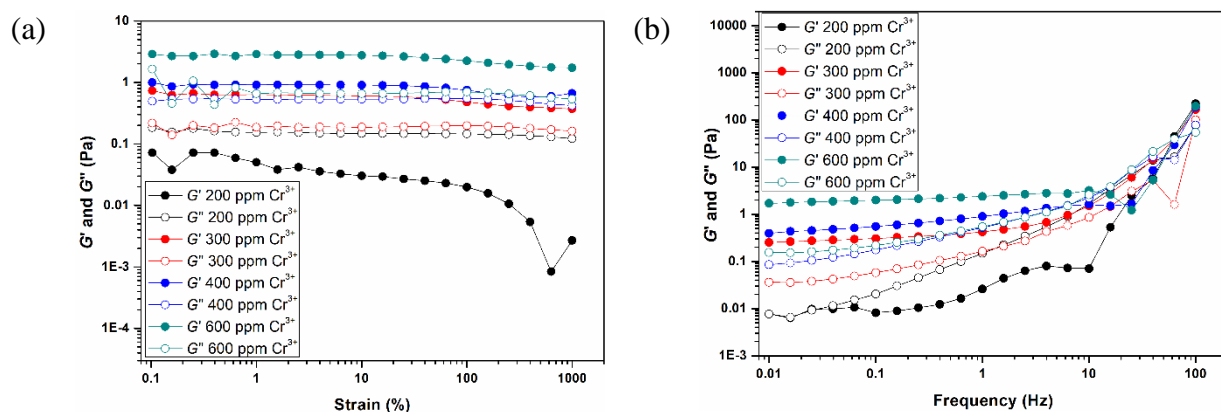 (a)
G' and G'' (Pa)
10
1
0.1
0.01
1E-3
1E-4
G' 200 ppm Cr³⁺
G'' 200 ppm Cr³⁺
G' 300 ppm Cr³⁺
G'' 300 ppm Cr³⁺
G' 400 ppm Cr³⁺
G'' 400 ppm Cr³⁺
G' 600 ppm Cr³⁺
G'' 600 ppm Cr³⁺
0.1 1 10 100 1000
Strain (%)
(b)
G' and G'' (Pa)
10000
1000
100
10
1
0.1
0.01
1E-3
G' 200 ppm Cr³⁺
G'' 200 ppm Cr³⁺
G' 300 ppm Cr³⁺
G'' 300 ppm Cr³⁺
G' 400 ppm Cr³⁺
G'' 400 ppm Cr³⁺
G' 600 ppm Cr³⁺
G'' 600 ppm Cr³⁺
0.01 0.1 1 10 100
Frequency (Hz)